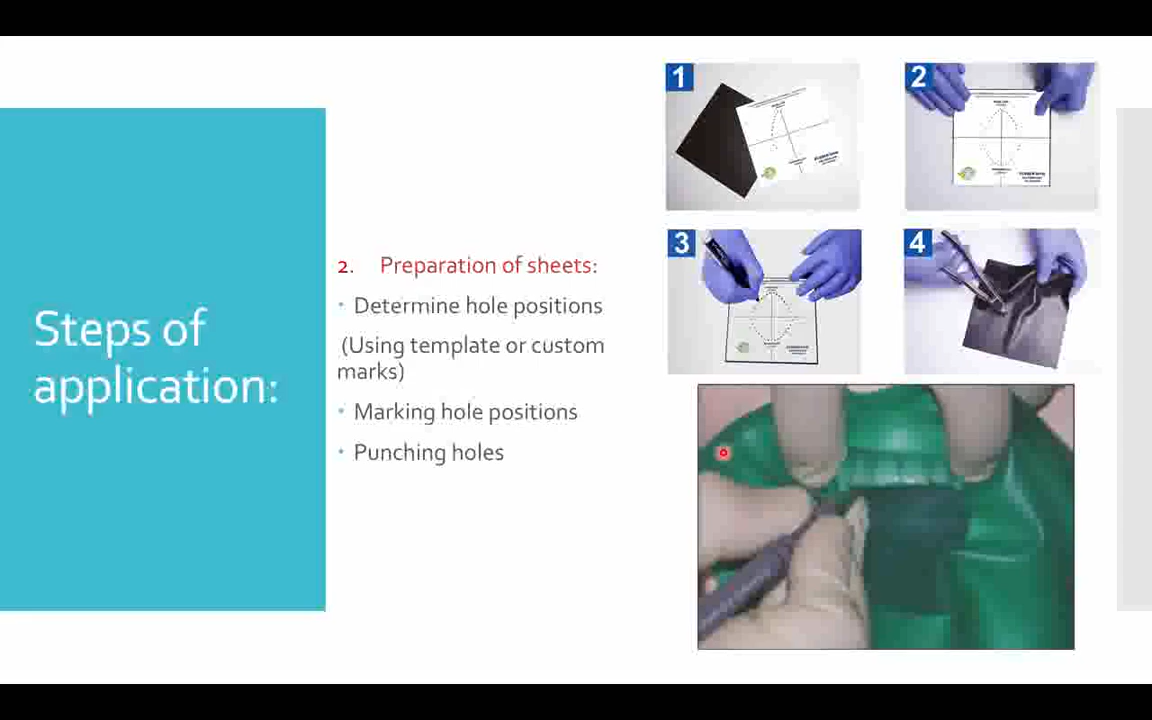 Steps of
application:
2. Preparation of sheets:
• Determine hole positions
(Using template or custom
marks)
• Marking hole positions
• Punching holes
1
2
3
4